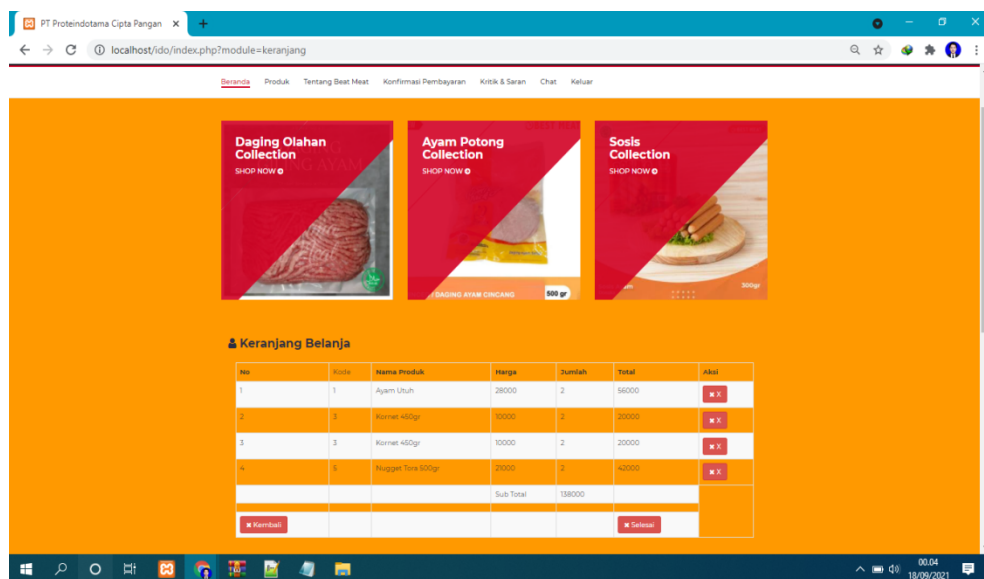 PT Proteindotama Cipta Pangan
localhost/ido/index.php?module=keranjang
Beranda Produk Tentang Beat Meat Konfirmasi Pembayaran Kritik & Saran Chat Keluar
Daging Olahan
Collection
SHOP NOW
Ayam Potong
Collection
SHOP NOW
DAGING AYAM CINCANG
500 gr
Sosis
Collection
SHOP NOW
500gr
Keranjang Belanja
No Kode Nama Produk Harga Jumlah Total Aksi
1 1 Ayam Utuh 28000 2 56000 X
2 3 Kornet 450gr 10000 2 20000 X
3 3 Kornet 450gr 10000 2 20000 X
4 5 Nugget Tora 500gr 21000 2 42000 X
Sub Total 138000
Kembali Selesai
00.04
18/09/2021